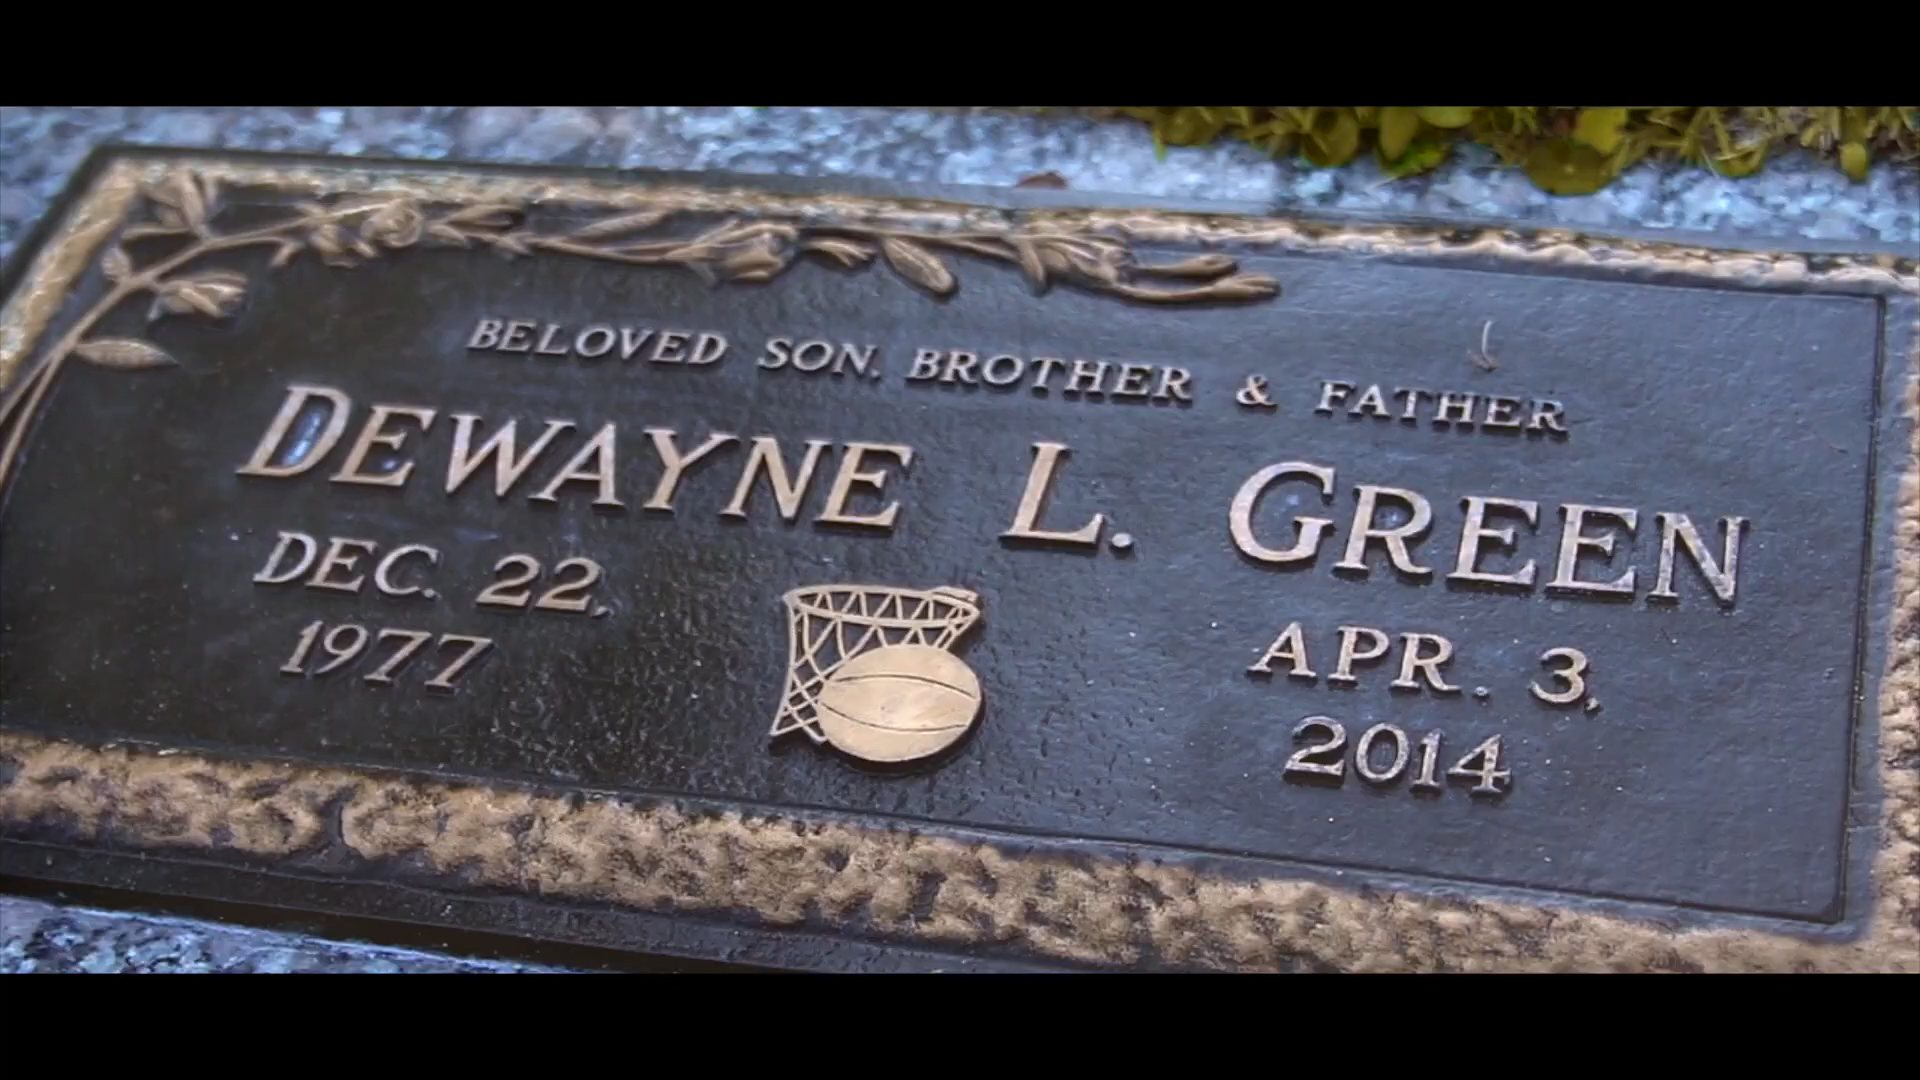 BELOVED SON, BROTHER & FATHER
DEWAYNE L. GREEN
DEC. 22,
1977
APR. 3,
2014